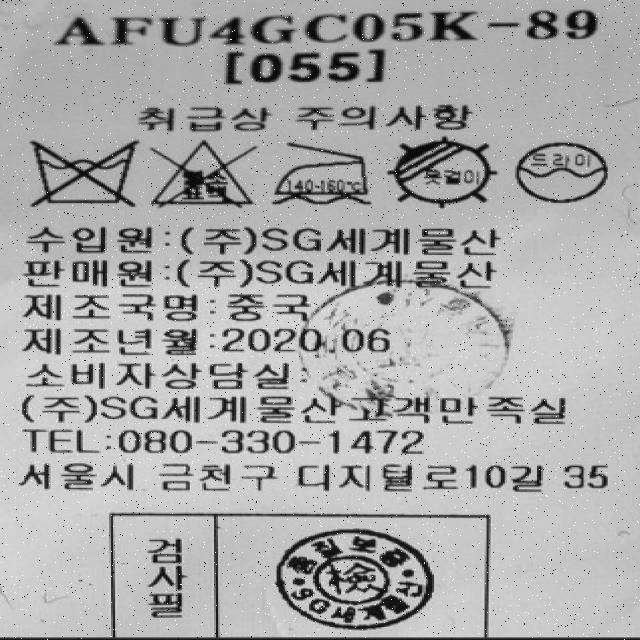 AFU4GC05K-89
[055]
취급상 주의사항
염소 표백 140-160℃ 옷걸이 드라이
수입원:(주)SG세계물산
판매원:(주)SG세계물산
제조국명:중국
제조년월:2020.06
소비자상담실:
(주)SG세계물산고객만족실
TEL:080-330-1472
서울시 금천구 디지털로10길 35
검사필
품질보증
檢
SG세계물산